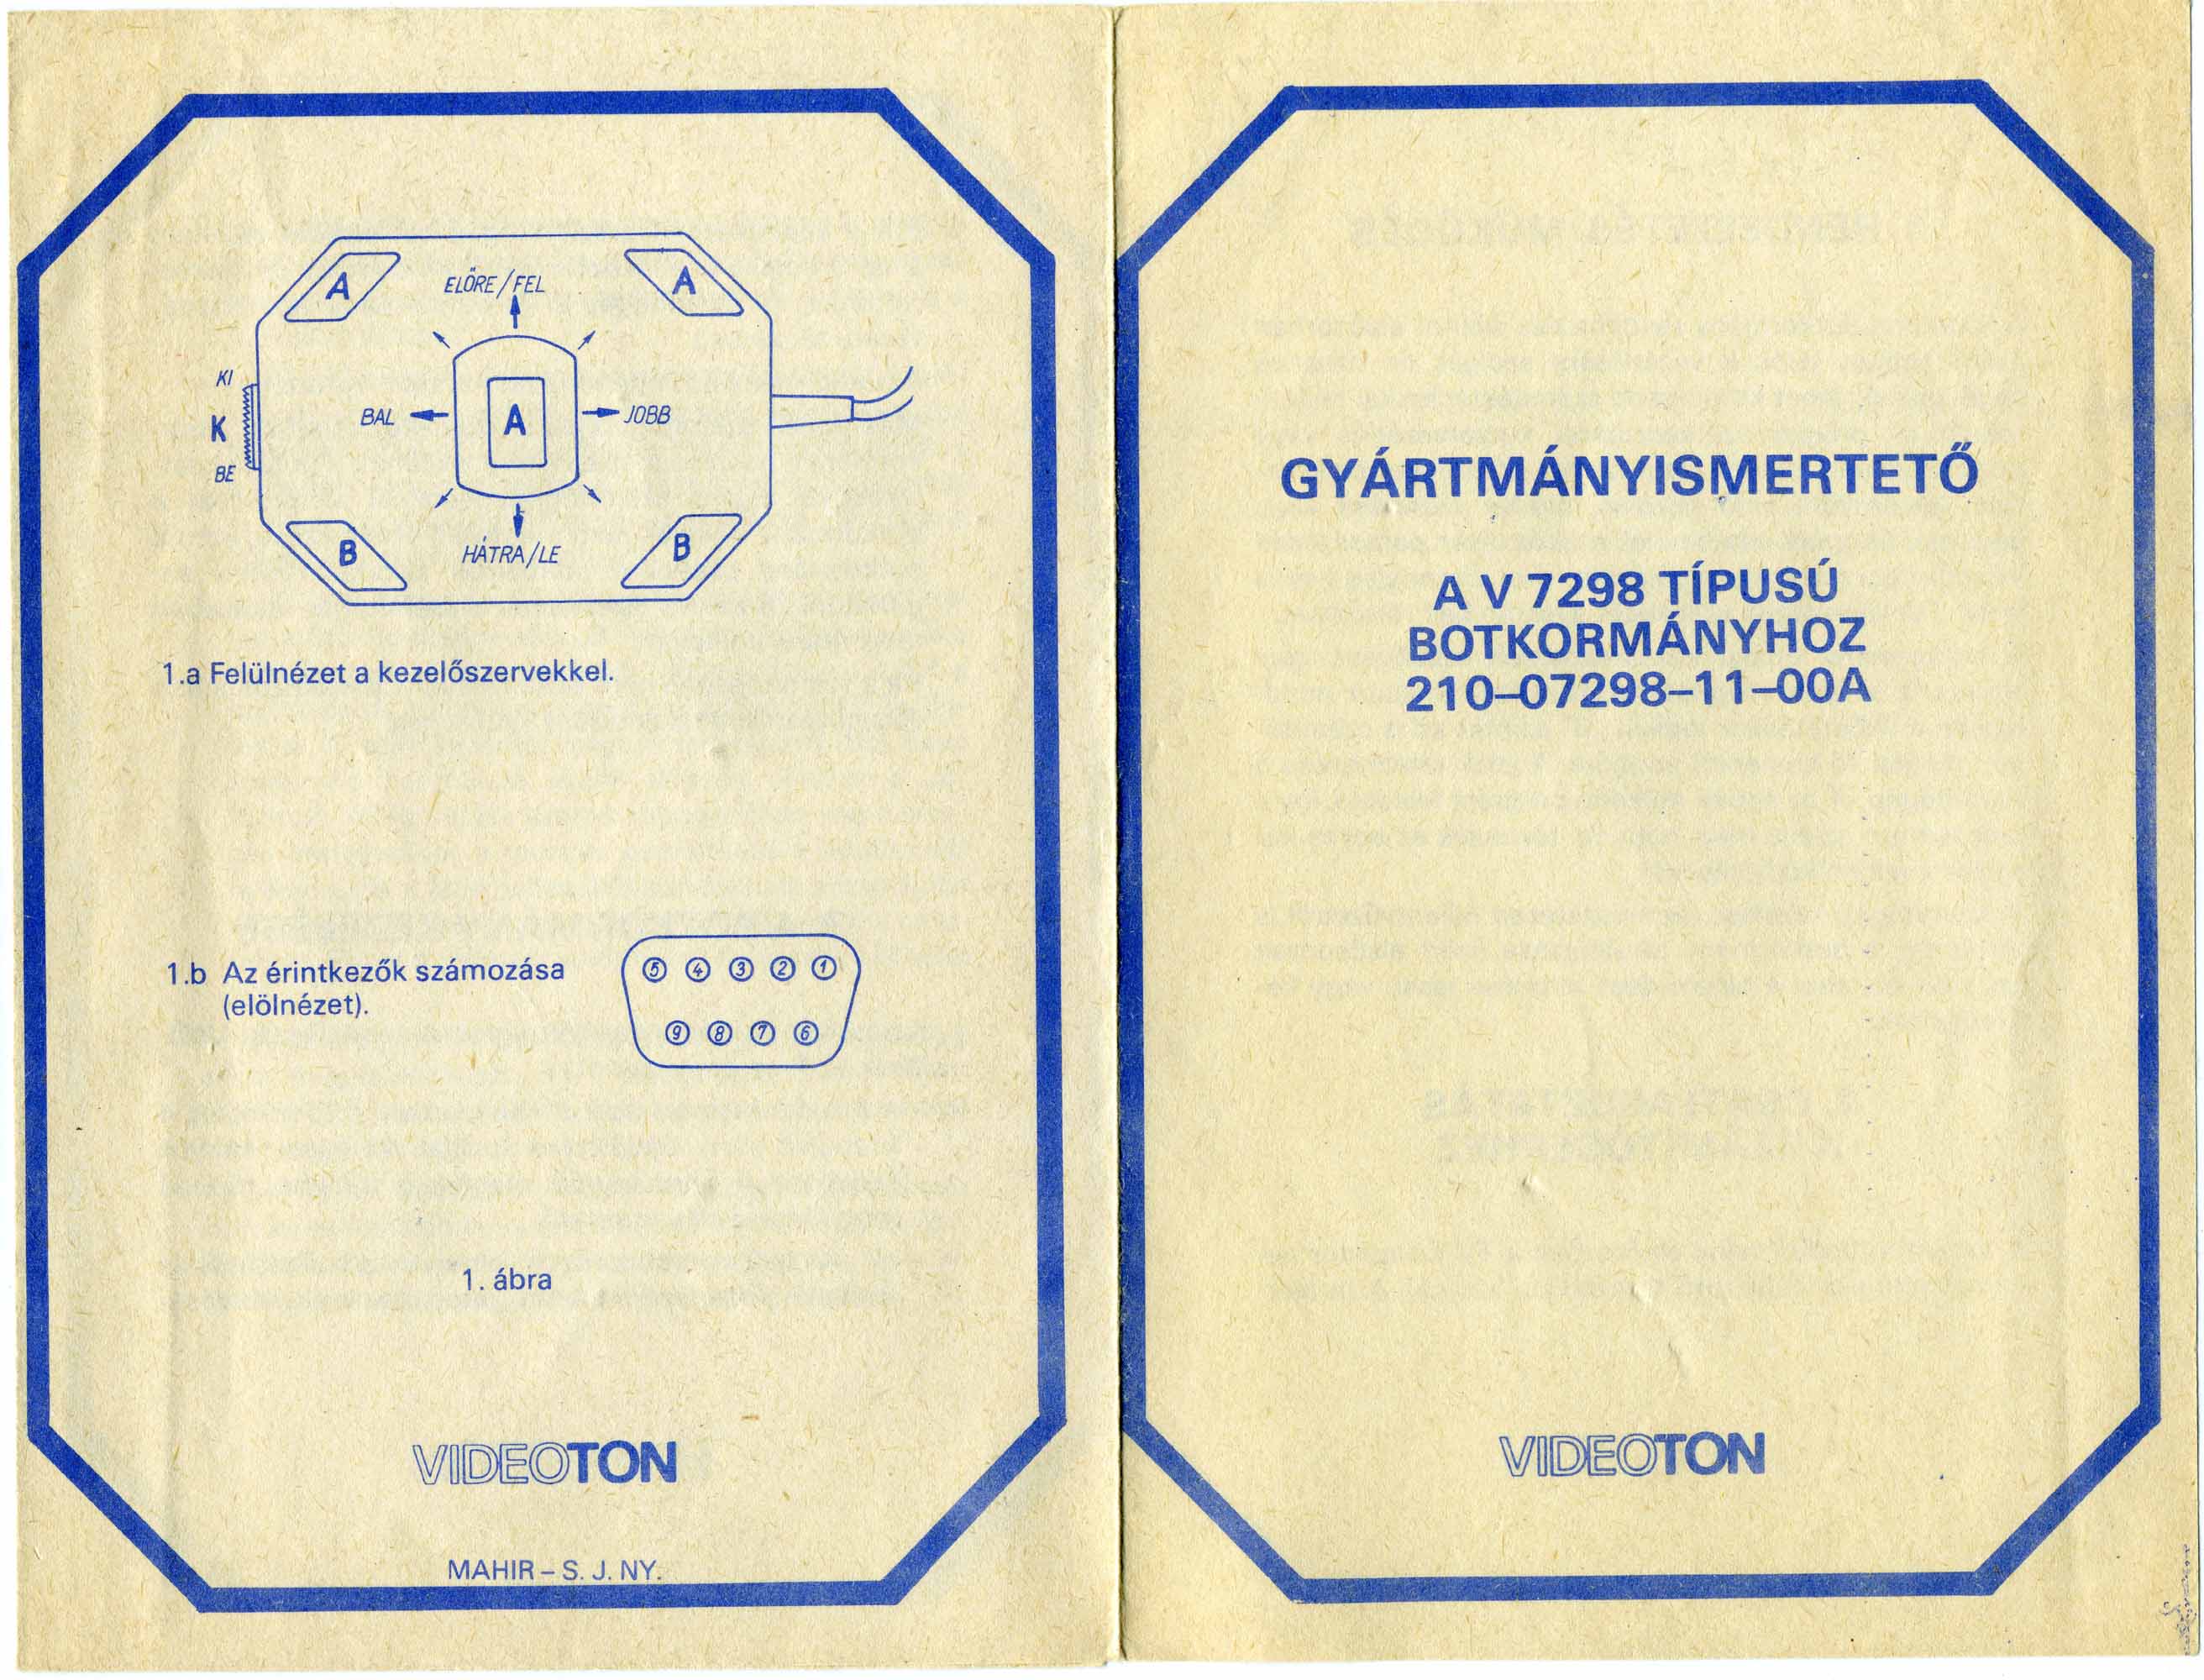 A
ELŐRE/FEL
A
KI
K
BE
BAL
A
JOBB
B
HÁTRA/LE
B
1.a Felülnézet a kezelőszervekkel.
1.b Az érintkezők számozása
(elölnézet).
5 4 3 2 1
9 8 7 6
1. ábra
VIDEOTON
MAHIR – S. J. NY.
GYÁRTMÁNYISMERTETŐ
A V 7298 TÍPUSÚ
BOTKORMÁNYHOZ
210–07298–11–00A
VIDEOTON